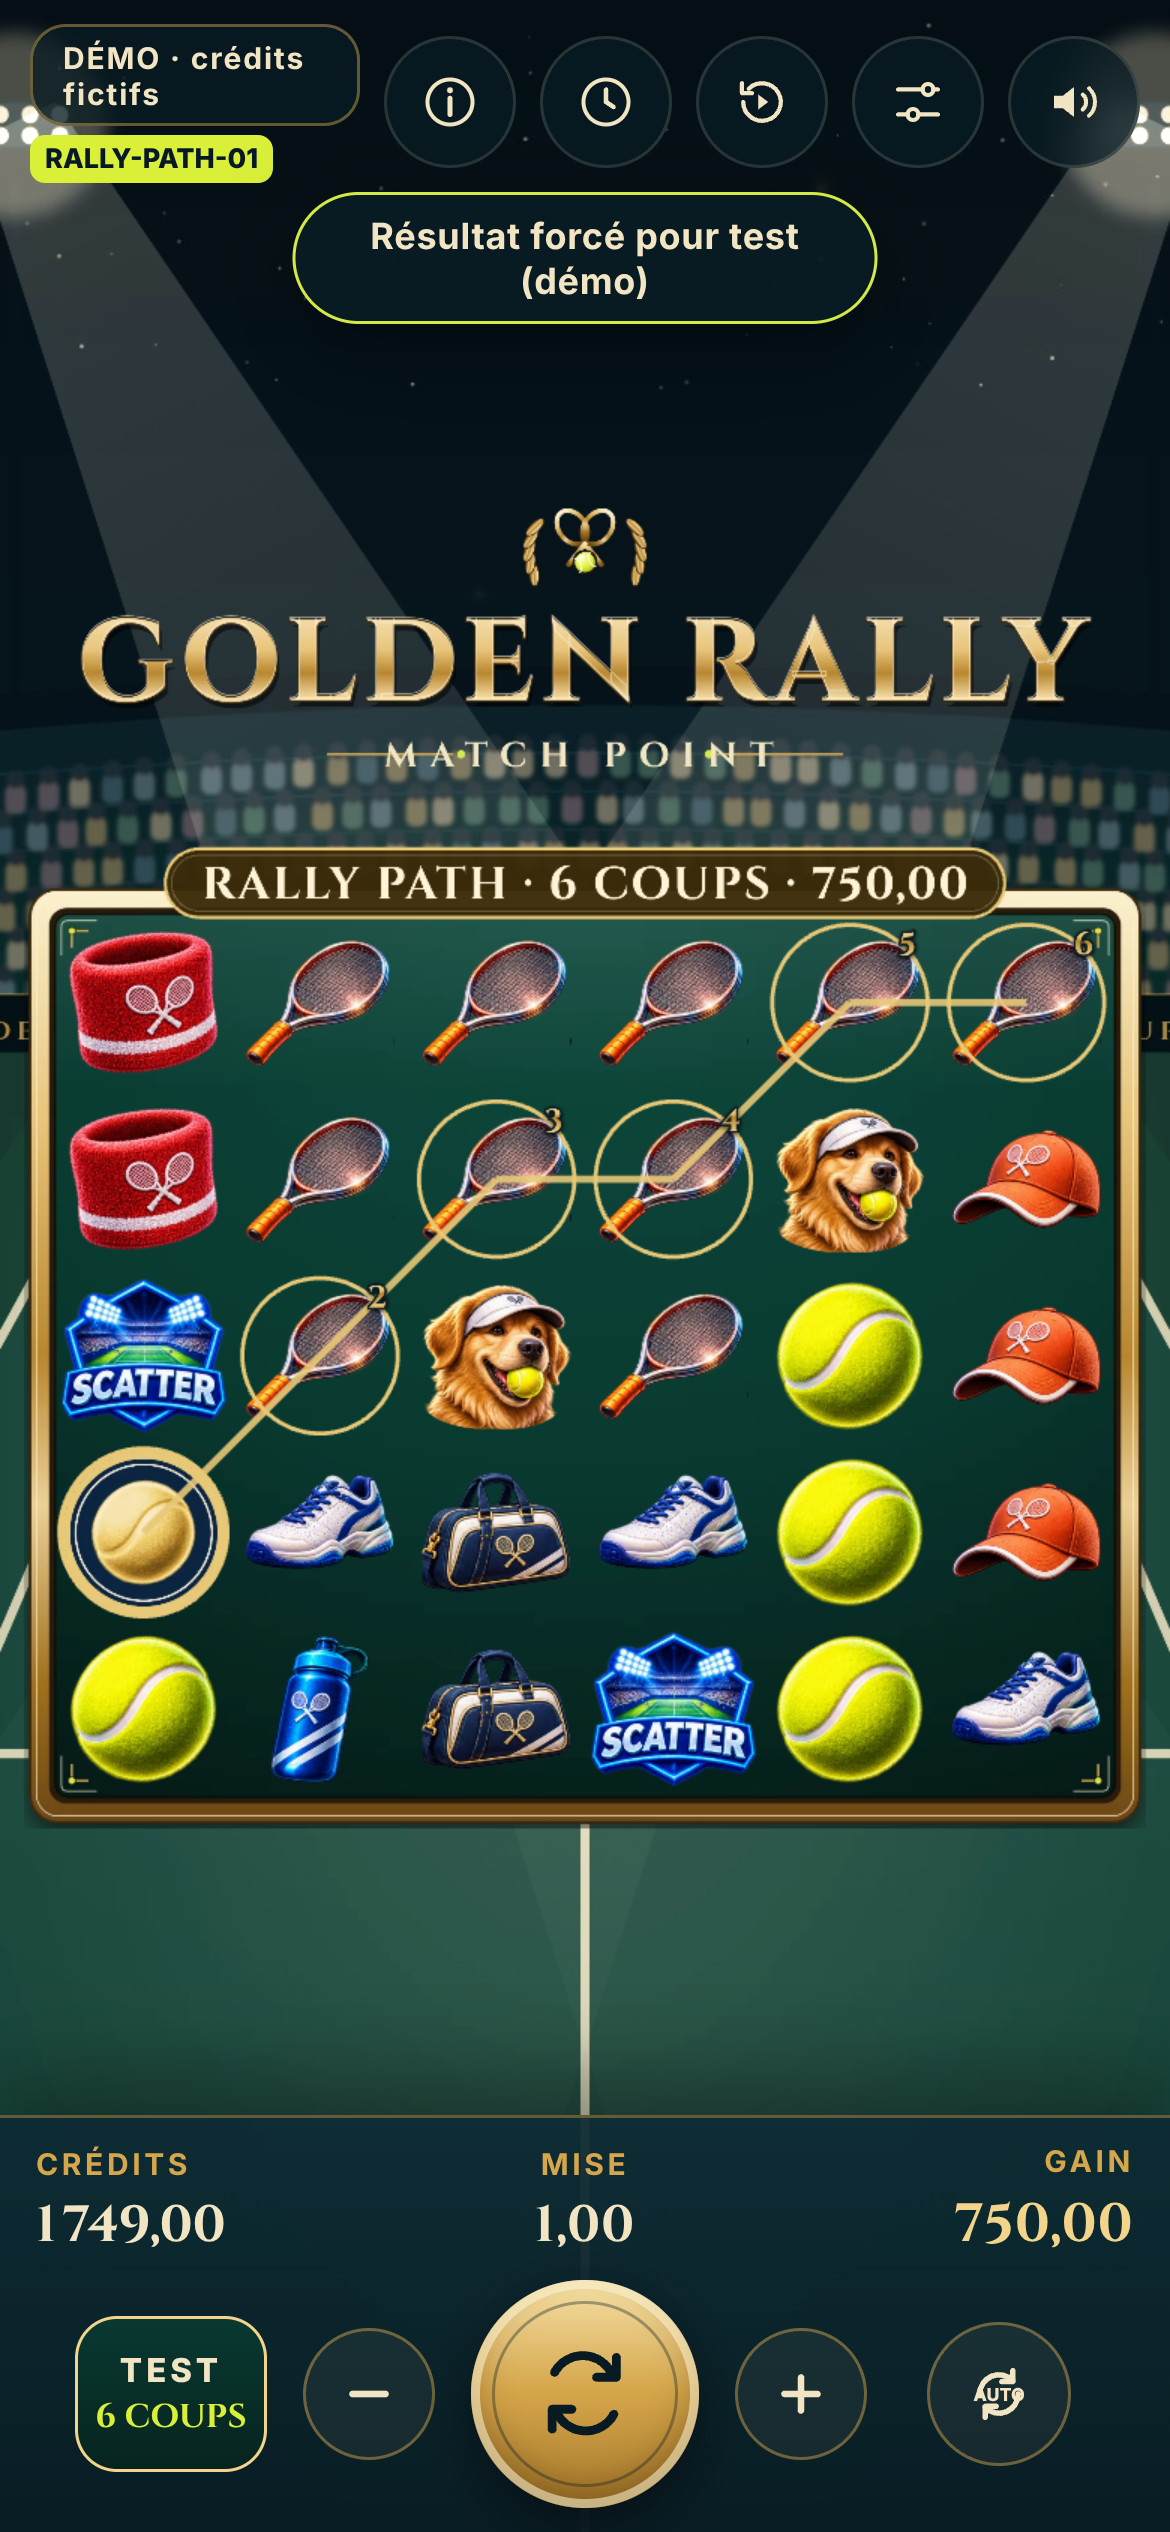 DÉMO · crédits
fictifs
RALLY-PATH-01
Résultat forcé pour test
(démo)
GOLDEN RALLY
MATCH POINT
RALLY PATH · 6 COUPS · 750,00
5
6
3
4
2
SCATTER
SCATTER
CRÉDITS
MISE
GAIN
1749,00
1,00
750,00
TEST
6 COUPS
AUTO